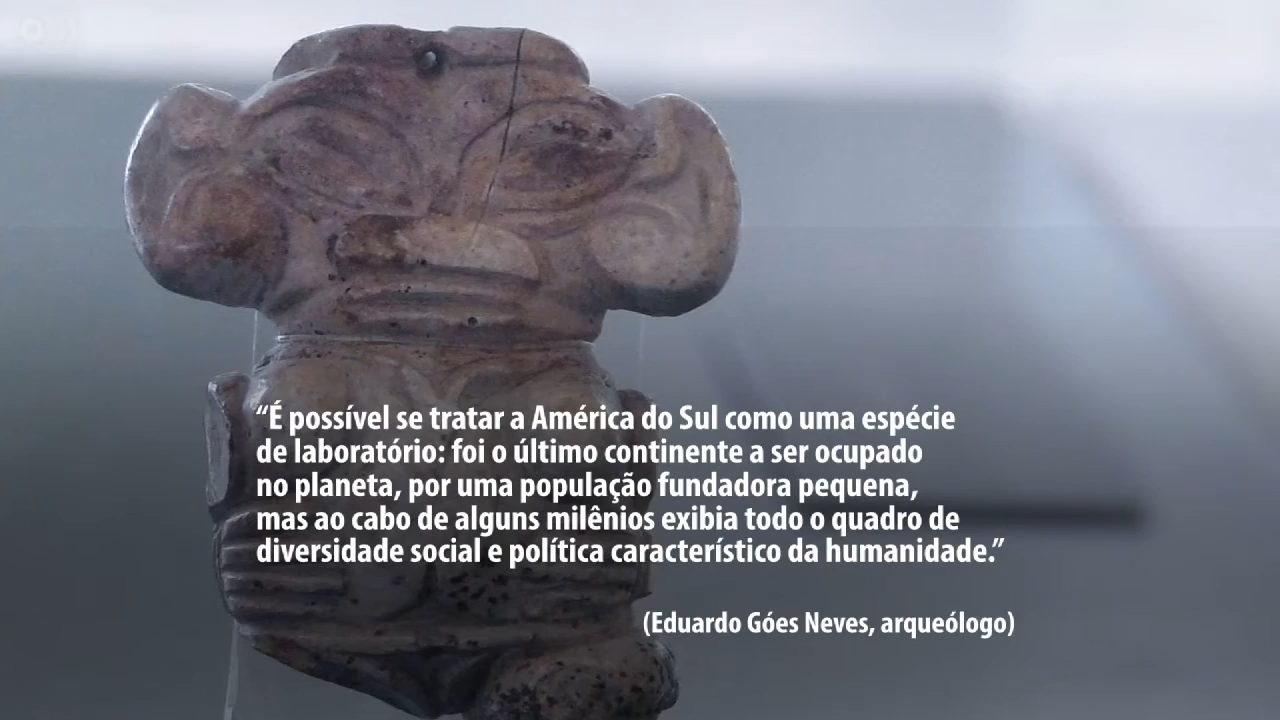 “É possível se tratar a América do Sul como uma espécie
de laboratório: foi o último continente a ser ocupado
no planeta, por uma população fundadora pequena,
mas ao cabo de alguns milênios exibia todo o quadro de
diversidade social e política característico da humanidade.”
(Eduardo Góes Neves, arqueólogo)